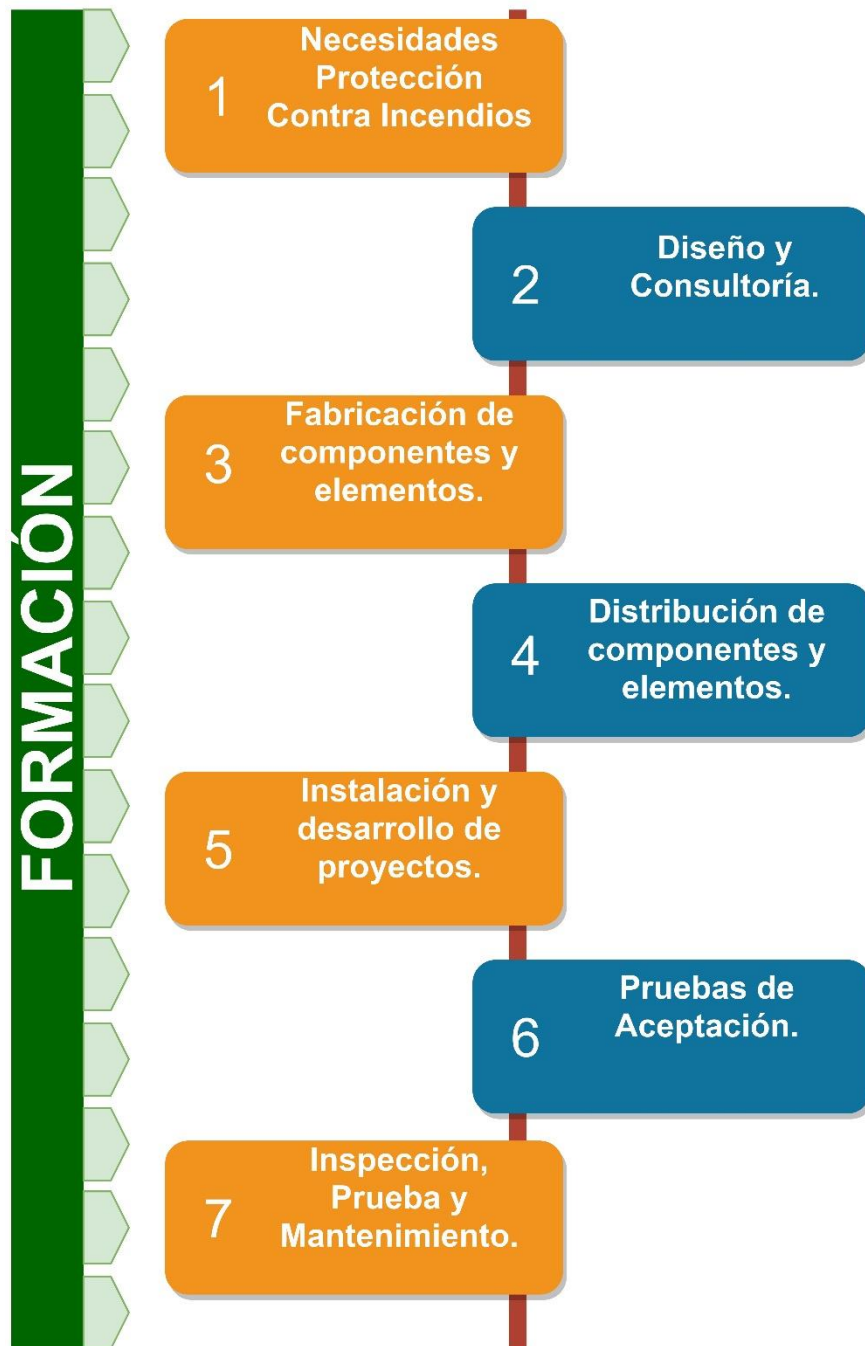 FORMACIÓN
1
Necesidades
Protección
Contra Incendios
2
Diseño y
Consultoría.
3
Fabricación de
componentes y
elementos.
4
Distribución de
componentes y
elementos.
5
Instalación y
desarrollo de
proyectos.
6
Pruebas de
Aceptación.
7
Inspección,
Prueba y
Mantenimiento.